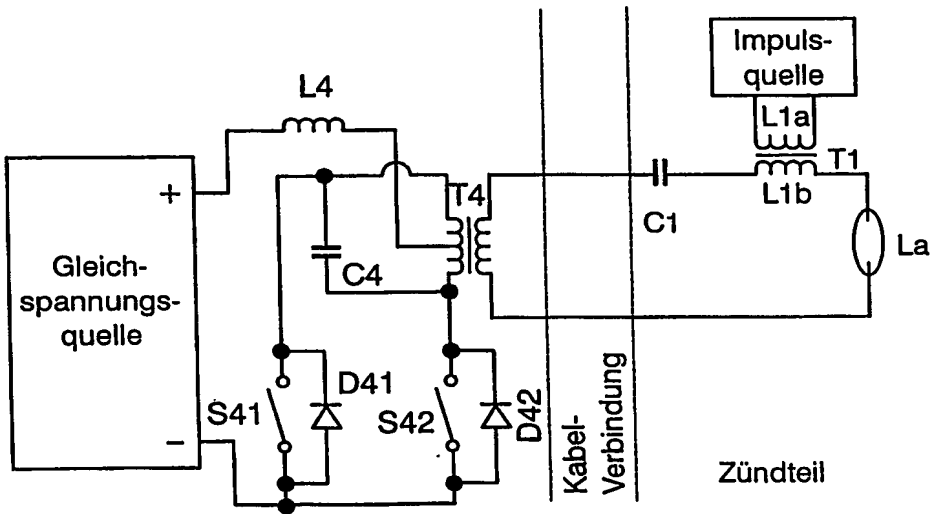 Impuls-
quelle
L4
L1a
T1
L1b
+
T4
C1
La
Gleich-
spannungs-
quelle
C4
D41
S41
S42
D42
−
Kabel-
Verbindung
Zündteil